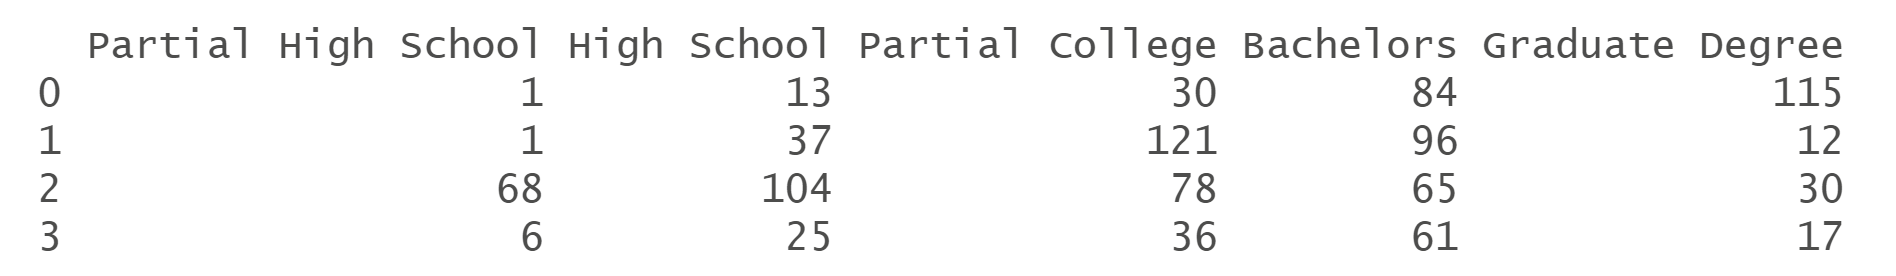 Partial High School High School Partial College Bachelors Graduate Degree
0 1 13 30 84 115
1 1 37 121 96 12
2 68 104 78 65 30
3 6 25 36 61 17